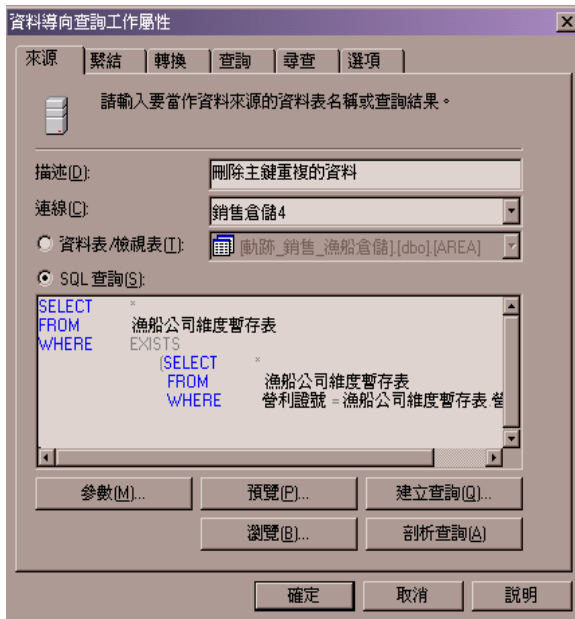 資料導向查詢工作屬性
來源 繫結 轉換 查詢 尋查 選項
請輸入要當作資料來源的資料表名稱或查詢結果。
描述(D): 刪除主鍵重複的資料
連線(C): 銷售倉儲4
資料表/檢視表(T): [軌跡_銷售_漁船倉儲].[dbo].[AREA]
SQL 查詢(S):
SELECT *
FROM 漁船公司維度暫存表
WHERE EXISTS
(SELECT *
FROM 漁船公司維度暫存表
WHERE 營利證號 = 漁船公司維度暫存表.營
參數(M)... 預覽(P)... 建立查詢(Q)...
瀏覽(B)... 剖析查詢(A)
確定 取消 說明